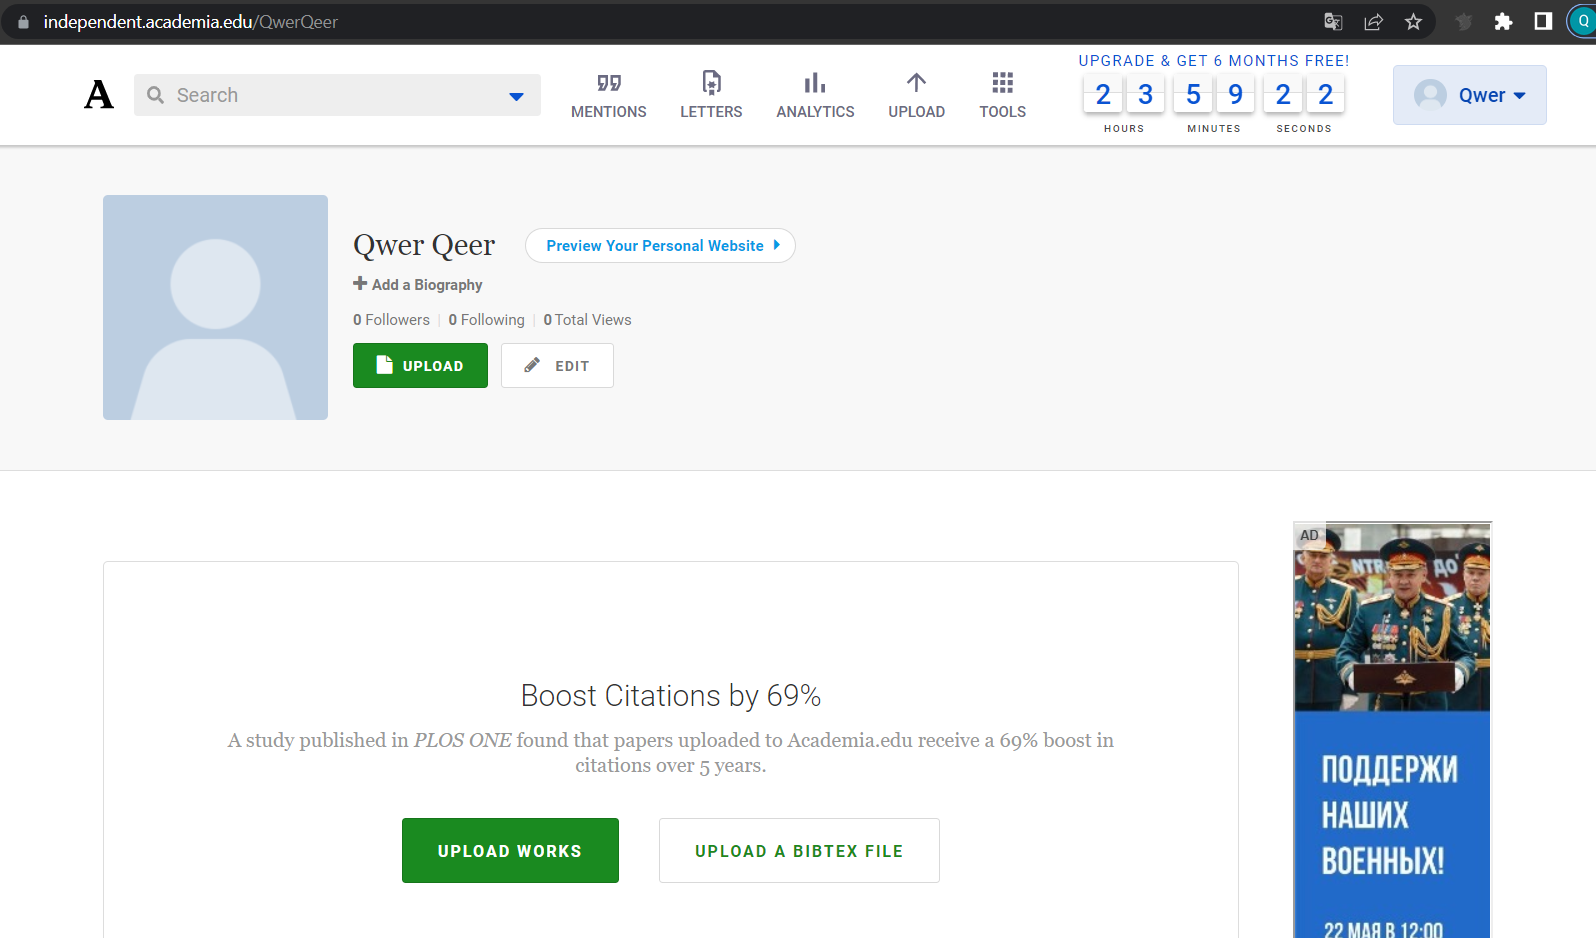 independent.academia.edu/QwerQeer
Q
UPGRADE & GET 6 MONTHS FREE!
A
Search
MENTIONS
LETTERS
ANALYTICS
UPLOAD
TOOLS
2 3 5 9 2 2
HOURS MINUTES SECONDS
Qwer
Qwer Qeer
Preview Your Personal Website
Add a Biography
0 Followers | 0 Following | 0 Total Views
UPLOAD
EDIT
Boost Citations by 69%
A study published in PLOS ONE found that papers uploaded to Academia.edu receive a 69% boost in
citations over 5 years.
UPLOAD WORKS
UPLOAD A BIBTEX FILE
AD
ПОДДЕРЖИ
НАШИХ
ВОЕННЫХ!
22 МАЯ В 12:00